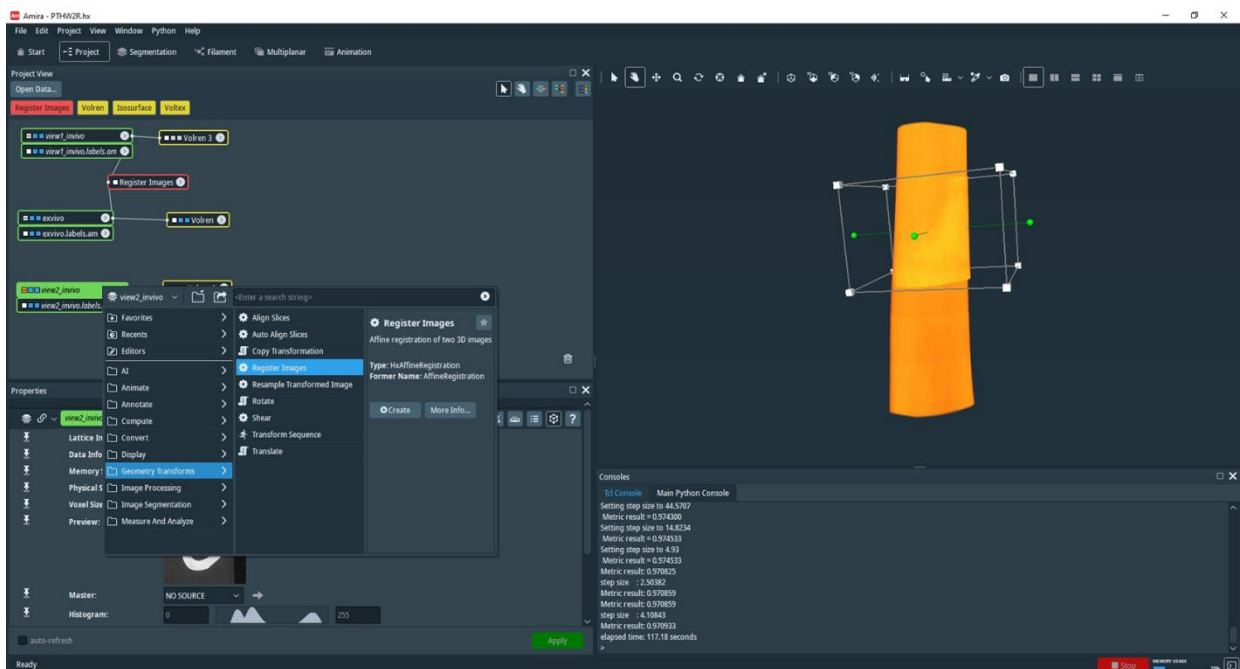 Amira - PTHW2R.hx
File Edit Project View Window Python Help
Start Project Segmentation Filament Multiplanar Animation
Project View
Open Data...
Register Images Volren Isosurface Voltex
view1_invivo
Volren 3
view1_invivo.labels.am
Register Images
exvivo
Volren
exvivo.labels.am
view2_invivo
view2_invivo.labels.
view2_invivo
<Enter a search string>
Favorites
Recents
Editors
AI
Animate
Annotate
Compute
Convert
Display
Geometry Transforms
Image Processing
Image Segmentation
Measure And Analyze
Align Slices
Auto Align Slices
Copy Transformation
Register Images
Resample Transformed Image
Rotate
Shear
Transform Sequence
Translate
Register Images
Affine registration of two 3D images
Type: HxAffineRegistration
Former Name: AffineRegistration
Create More Info...
Properties
view2_invivo
Lattice In
Data Info
Memory
Physical S
Voxel Size
Preview:
Master: NO SOURCE
Histogram: 0 255
auto-refresh
Apply
Ready
Consoles
Tcl Console Main Python Console
Setting step size to 44.5707
Metric result = 0.974300
Setting step size to 14.8234
Metric result = 0.974533
Setting step size to 4.93
Metric result = 0.974533
Metric result: 0.970825
step size : 2.50382
Metric result: 0.970859
Metric result: 0.970859
step size : 4.10843
Metric result: 0.970933
elapsed time: 117.18 seconds
>
Stop
MEMORY USAGE